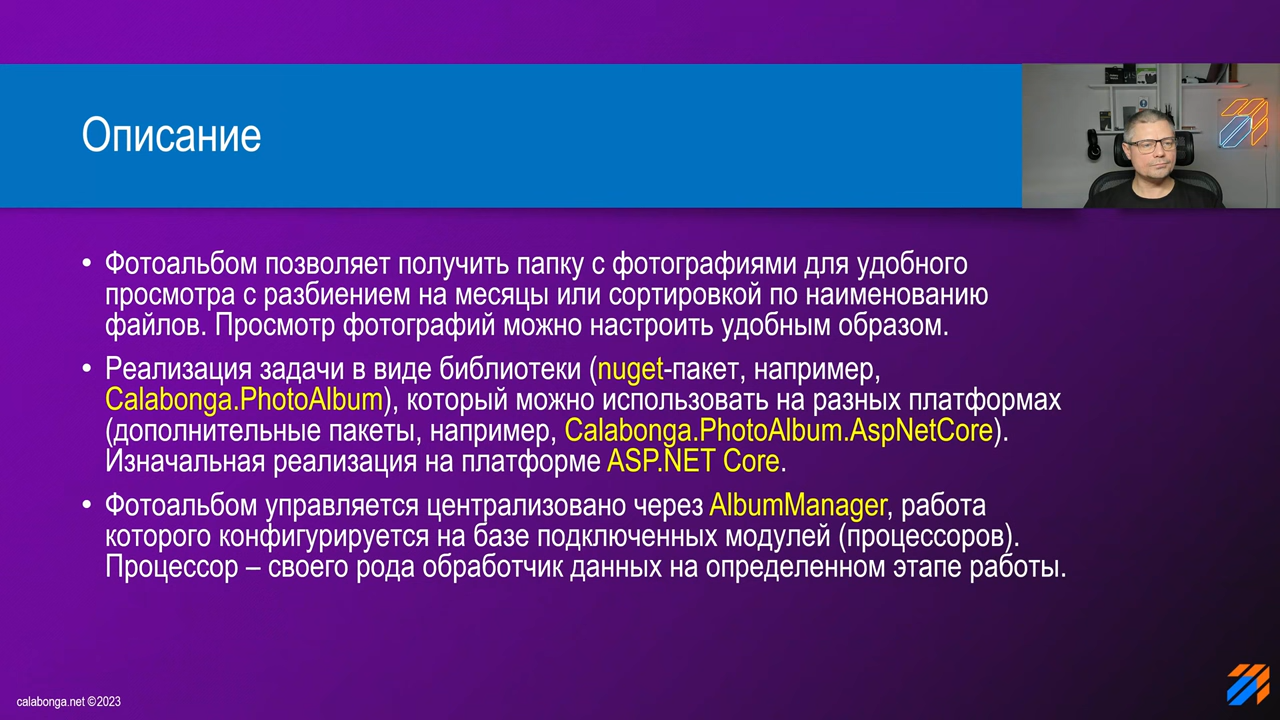 Описание
• Фотоальбом позволяет получить папку с фотографиями для удобного
просмотра с разбиением на месяцы или сортировкой по наименованию
файлов. Просмотр фотографий можно настроить удобным образом.
• Реализация задачи в виде библиотеки (nuget-пакет, например,
Calabonga.PhotoAlbum), который можно использовать на разных платформах
(дополнительные пакеты, например, Calabonga.PhotoAlbum.AspNetCore).
Изначальная реализация на платформе ASP.NET Core.
• Фотоальбом управляется централизовано через AlbumManager, работа
которого конфигурируется на базе подключенных модулей (процессоров).
Процессор – своего рода обработчик данных на определенном этапе работы.
calabonga.net ©2023